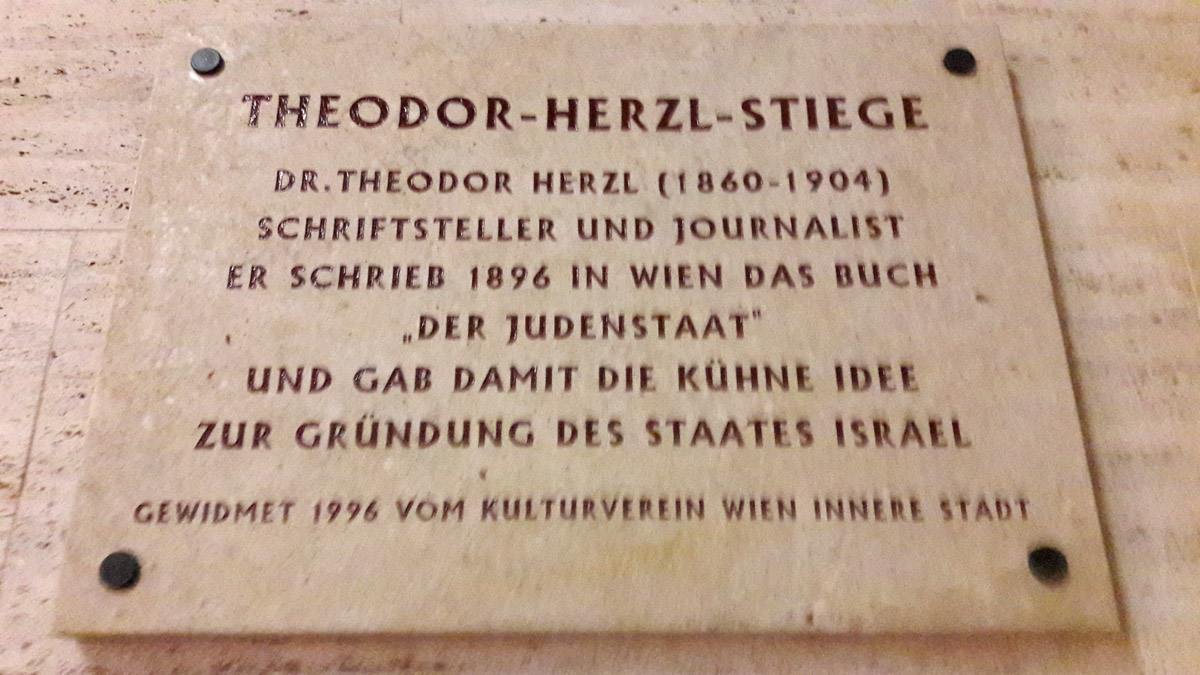 THEODOR-HERZL-STIEGE
DR. THEODOR HERZL (1860-1904)
SCHRIFTSTELLER UND JOURNALIST
ER SCHRIEB 1896 IN WIEN DAS BUCH
„DER JUDENSTAAT"
UND GAB DAMIT DIE KÜHNE IDEE
ZUR GRÜNDUNG DES STAATES ISRAEL
GEWIDMET 1996 VOM KULTURVEREIN WIEN INNERE STADT